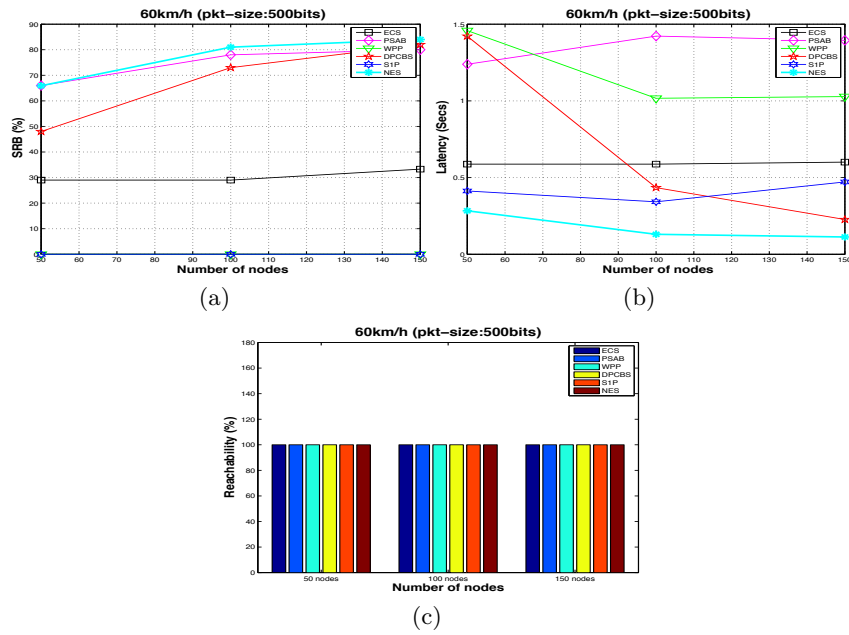 60km/h (pkt−size:500bits)
90
80
70
60
50
40
30
20
10
0
SRB (%)
50
60
70
80
90
100
110
120
130
140
150
Number of nodes
ECS
PSAB
WPP
DPCBS
S1P
NES
(a)
60km/h (pkt−size:500bits)
1.5
1
0.5
0
Latency (Secs)
50
60
70
80
90
100
110
120
130
140
150
Number of nodes
ECS
PSAB
WPP
DPCBS
S1P
NES
(b)
60km/h (pkt−size:500bits)
180
160
140
120
100
80
60
40
20
0
Reachability (%)
50 nodes
100 nodes
150 nodes
Number of nodes
ECS
PSAB
WPP
DPCBS
S1P
NES
(c)